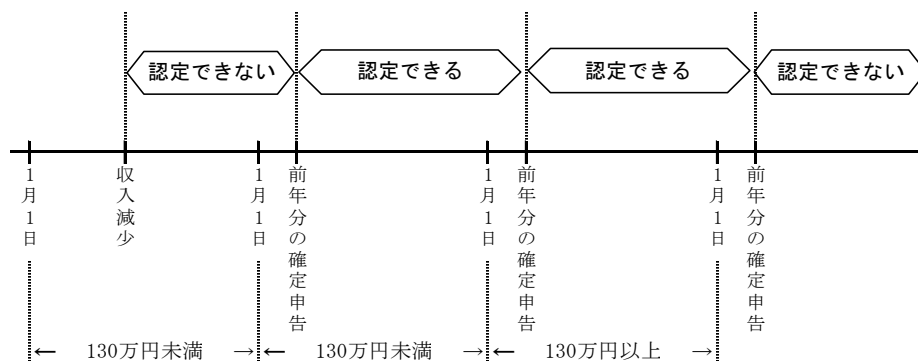 認定できない
認定できる
認定できる
認定できない
1月1日
収入減少
1月1日
前年分の確定申告
1月1日
前年分の確定申告
1月1日
前年分の確定申告
← 130万円未満 →
← 130万円未満 →
← 130万円以上 →